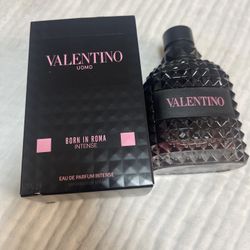 VALENTINO
UOMO
BORN IN ROMA
INTENSE
EAU DE PARFUM INTENSE
VALENTINO